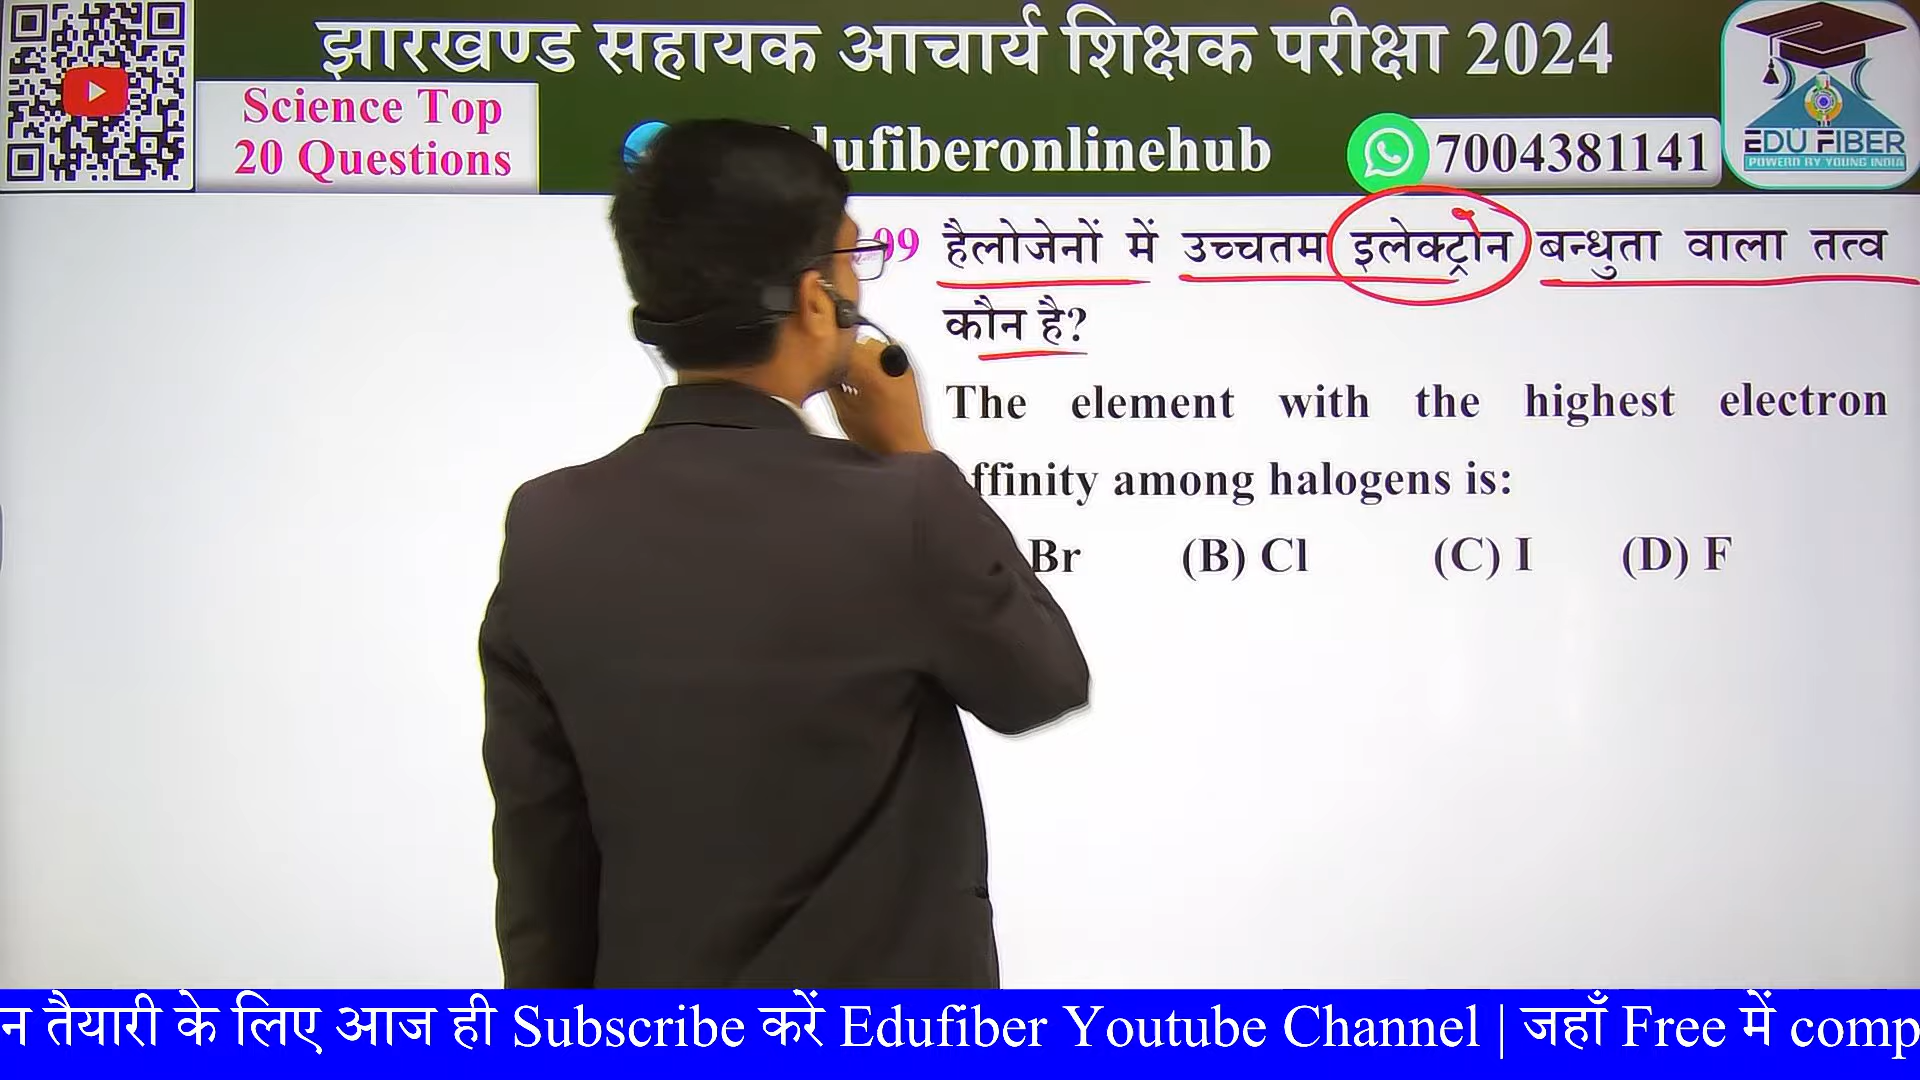 झारखण्ड सहायक आचार्य शिक्षक परीक्षा 2024
Science Top
20 Questions
dufiberonlinehub
7004381141
EDU FIBER
POWERD BY YOUNG INDIA
09 हैलोजेनों में उच्चतम इलेक्ट्रोन बन्धुता वाला तत्व
कौन है?
The element with the highest electron
ffinity among halogens is:
Br (B) Cl (C) I (D) F
न तैयारी के लिए आज ही Subscribe करें Edufiber Youtube Channel | जहाँ Free में comp